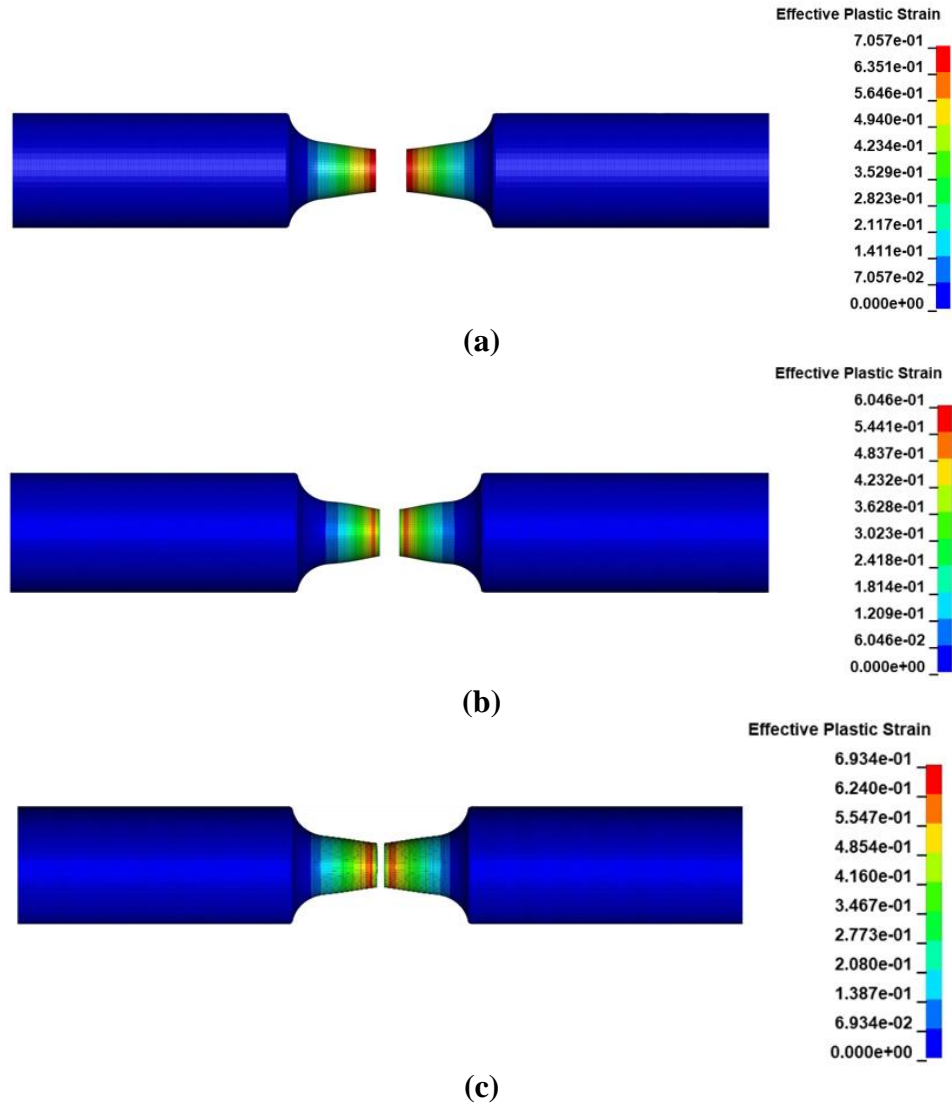 Effective Plastic Strain
7.057e-01
6.351e-01
5.646e-01
4.940e-01
4.234e-01
3.529e-01
2.823e-01
2.117e-01
1.411e-01
7.057e-02
0.000e+00
(a)
Effective Plastic Strain
6.046e-01
5.441e-01
4.837e-01
4.232e-01
3.628e-01
3.023e-01
2.418e-01
1.814e-01
1.209e-01
6.046e-02
0.000e+00
(b)
Effective Plastic Strain
6.934e-01
6.240e-01
5.547e-01
4.854e-01
4.160e-01
3.467e-01
2.773e-01
2.080e-01
1.387e-01
6.934e-02
0.000e+00
(c)